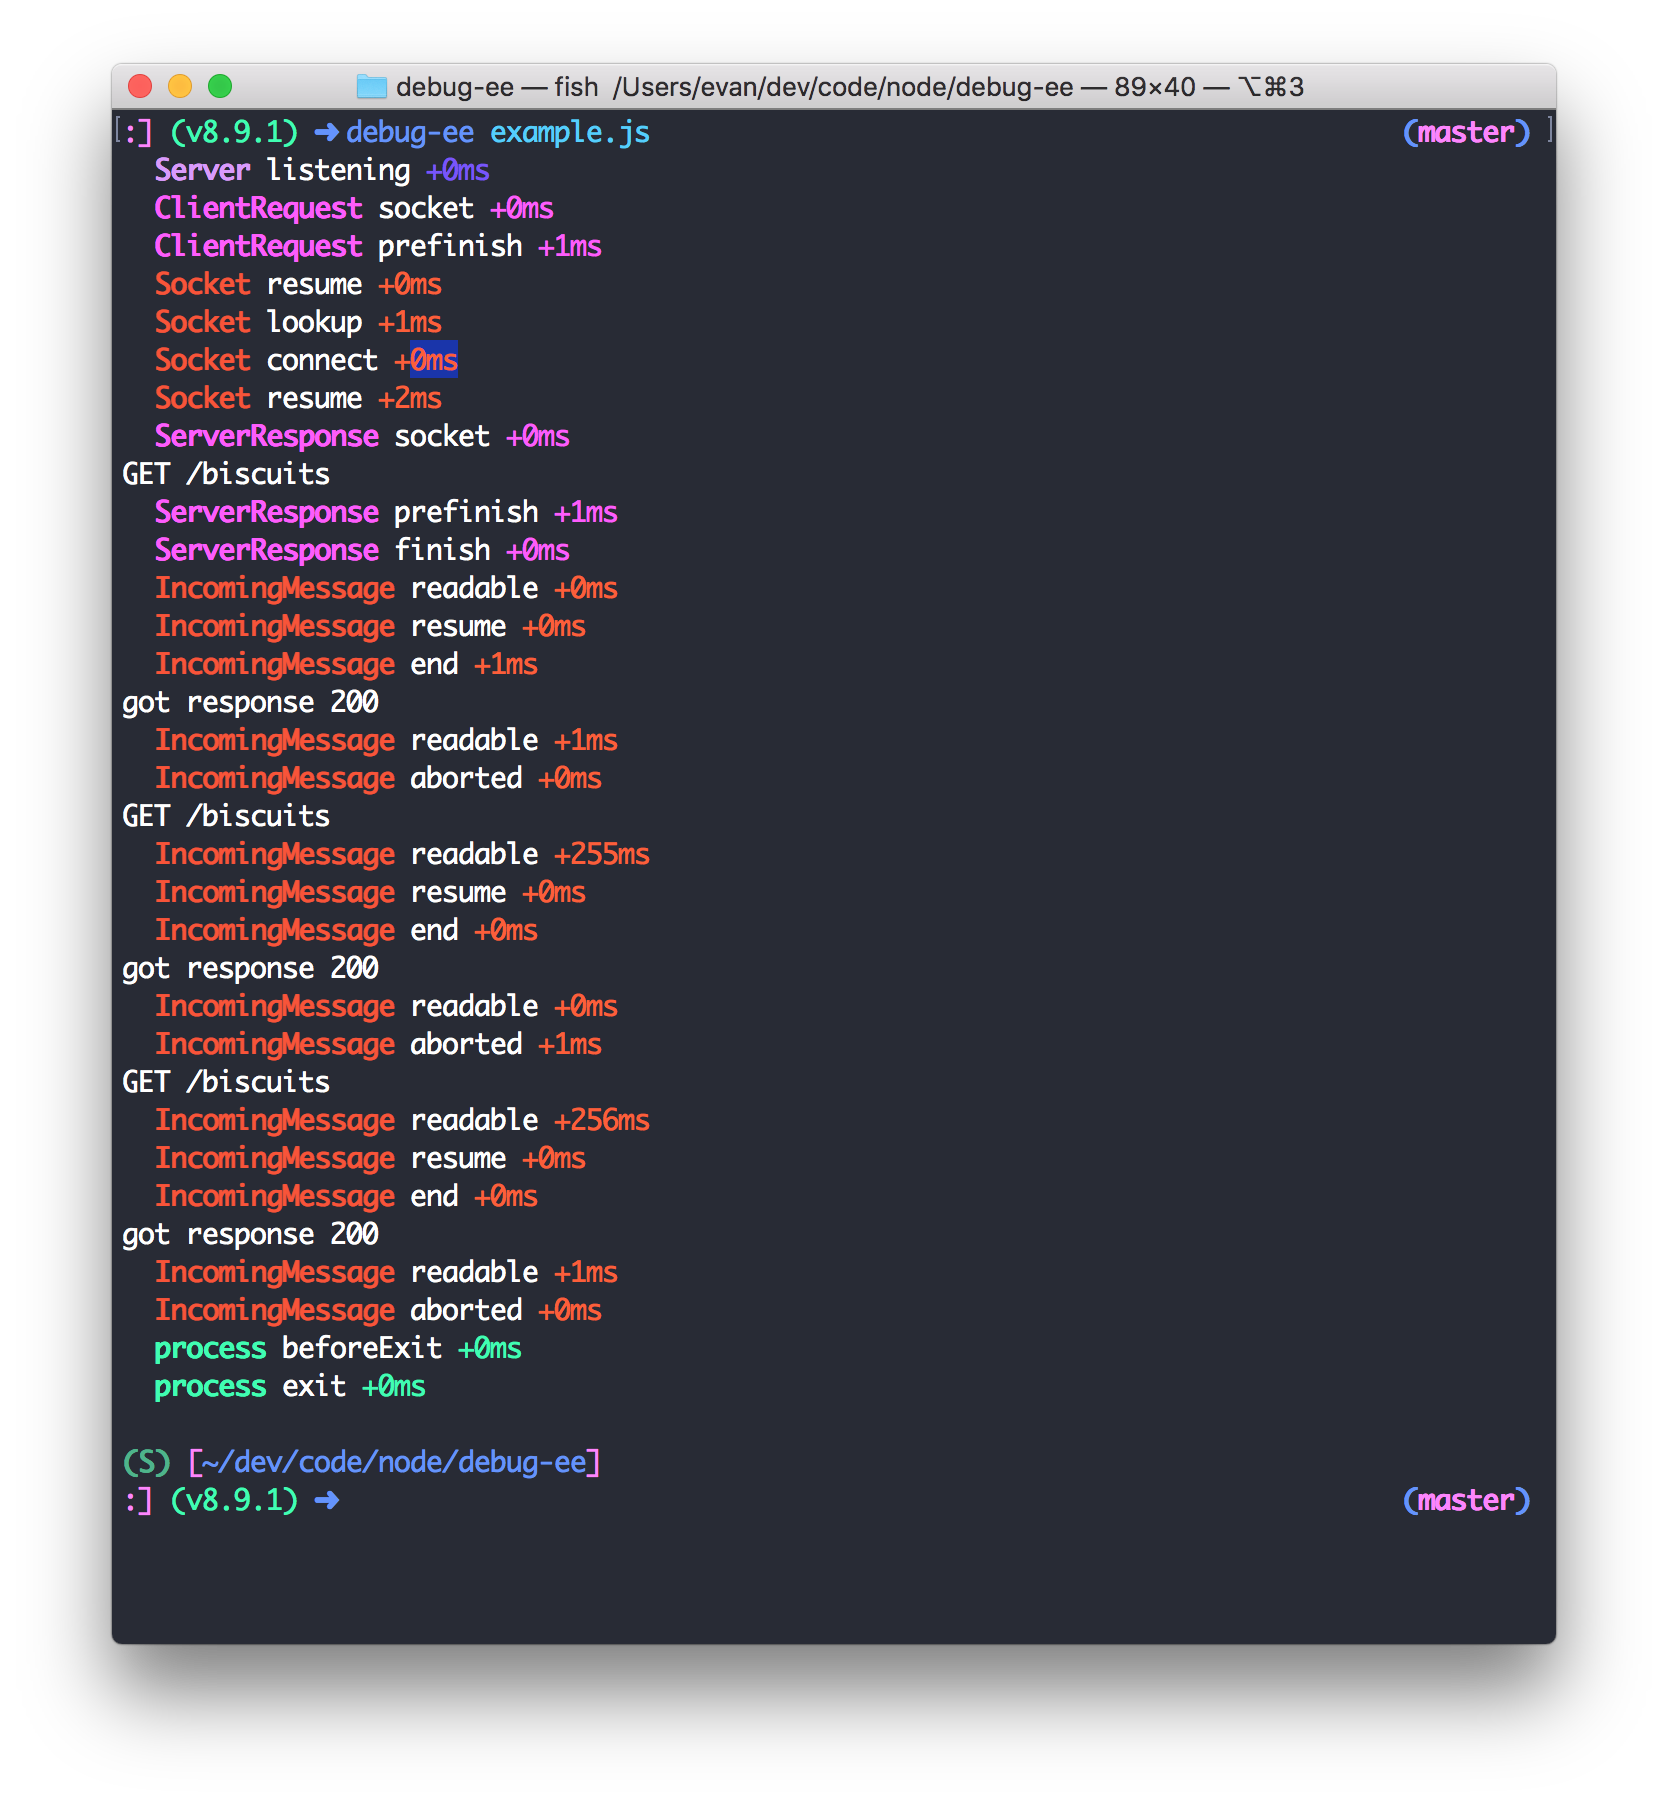 debug-ee — fish /Users/evan/dev/code/node/debug-ee — 89×40 — ⌥⌘3
[:] (v8.9.1) ➜ debug-ee example.js (master) ]
Server listening +0ms
ClientRequest socket +0ms
ClientRequest prefinish +1ms
Socket resume +0ms
Socket lookup +1ms
Socket connect +0ms
Socket resume +2ms
ServerResponse socket +0ms
GET /biscuits
ServerResponse prefinish +1ms
ServerResponse finish +0ms
IncomingMessage readable +0ms
IncomingMessage resume +0ms
IncomingMessage end +1ms
got response 200
IncomingMessage readable +1ms
IncomingMessage aborted +0ms
GET /biscuits
IncomingMessage readable +255ms
IncomingMessage resume +0ms
IncomingMessage end +0ms
got response 200
IncomingMessage readable +0ms
IncomingMessage aborted +1ms
GET /biscuits
IncomingMessage readable +256ms
IncomingMessage resume +0ms
IncomingMessage end +0ms
got response 200
IncomingMessage readable +1ms
IncomingMessage aborted +0ms
process beforeExit +0ms
process exit +0ms
(S) [~/dev/code/node/debug-ee]
:] (v8.9.1) ➜ (master)